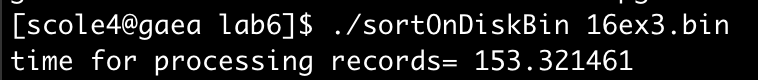 [scole4@gaea lab6]$ ./sortOnDiskBin 16ex3.bin
time for processing records= 153.321461